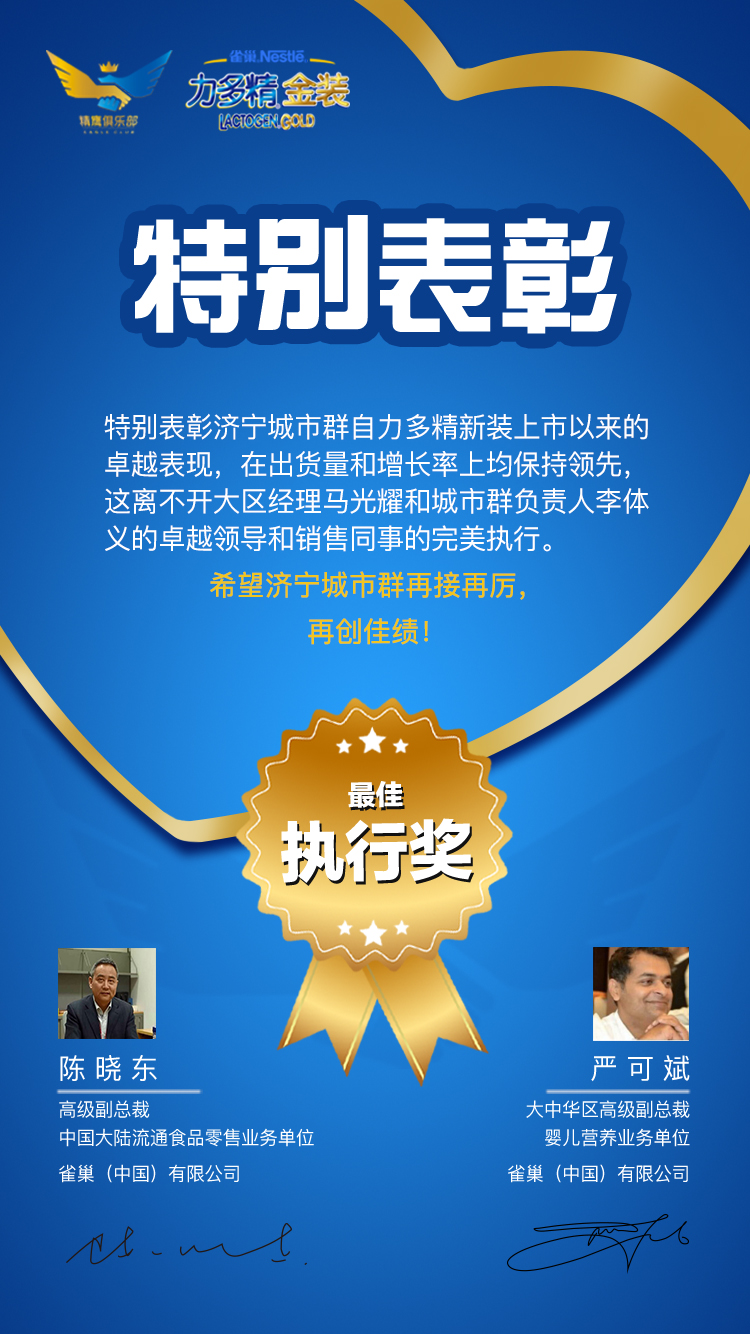 精鹰俱乐部
EAGLE CLUB
雀巢 Nestlé
力多精 金装
LACTOGEN GOLD
特别表彰
特别表彰济宁城市群自力多精新装上市以来的
卓越表现，在出货量和增长率上均保持领先，
这离不开大区经理马光耀和城市群负责人李体
义的卓越领导和销售同事的完美执行。
希望济宁城市群再接再厉，
再创佳绩！
最佳
执行奖
陈晓东
高级副总裁
中国大陆流通食品零售业务单位
雀巢（中国）有限公司
严可斌
大中华区高级副总裁
婴儿营养业务单位
雀巢（中国）有限公司